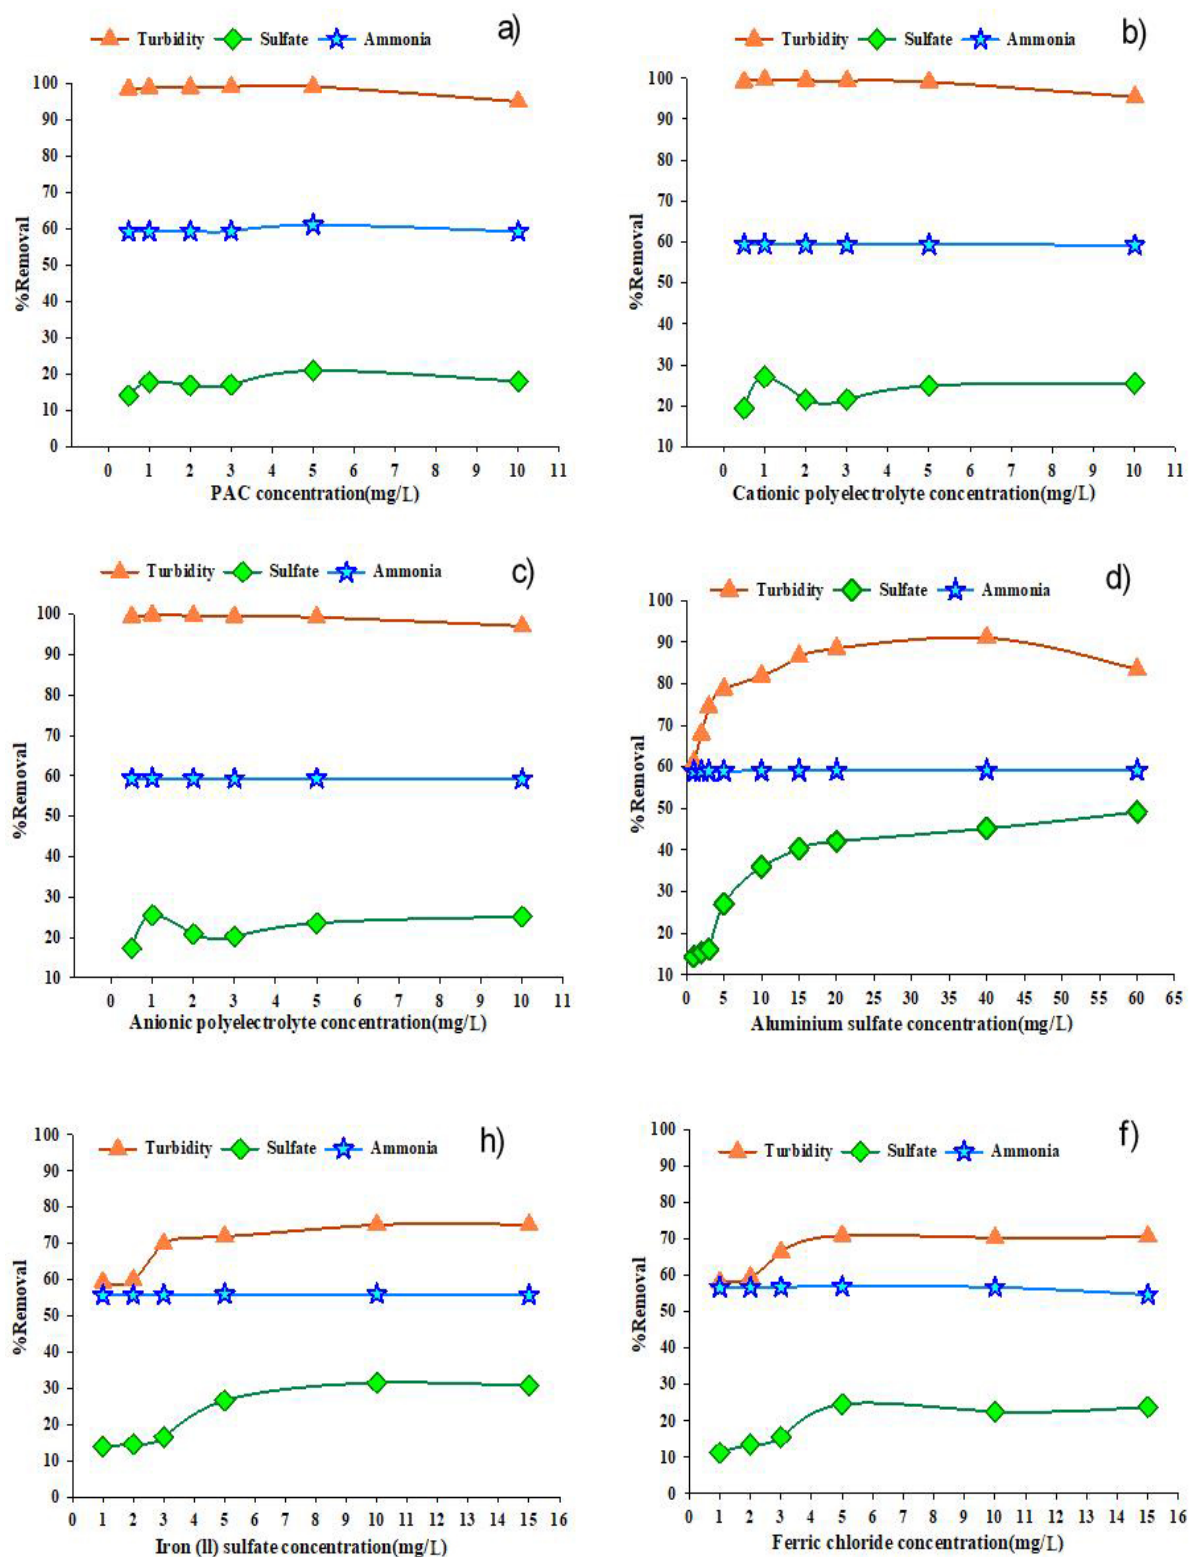 a)
Turbidity Sulfate Ammonia
100
90
80
70
60
50
40
30
20
10
0
%Removal
0 1 2 3 4 5 6 7 8 9 10 11
PAC concentration(mg/L)
b)
Turbidity Sulfate Ammonia
100
90
80
70
60
50
40
30
20
10
%Removal
0 1 2 3 4 5 6 7 8 9 10 11
Cationic polyelectrolyte concentration(mg/L)
c)
Turbidity Sulfate Ammonia
100
90
80
70
60
50
40
30
20
10
%Removal
0 1 2 3 4 5 6 7 8 9 10 11
Anionic polyelectrolyte concentration(mg/L)
d)
Turbidity Sulfate Ammonia
100
90
80
70
60
50
40
30
20
10
%Removal
0 5 10 15 20 25 30 35 40 45 50 55 60 65
Aluminium sulfate concentration(mg/L)
h)
Turbidity Sulfate Ammonia
100
90
80
70
60
50
40
30
20
10
0
%Removal
0 1 2 3 4 5 6 7 8 9 10 11 12 13 14 15 16
Iron (ll) sulfate concentration(mg/L)
f)
Turbidity Sulfate Ammonia
100
90
80
70
60
50
40
30
20
10
0
%Removal
0 1 2 3 4 5 6 7 8 9 10 11 12 13 14 15 16
Ferric chloride concentration(mg/L)